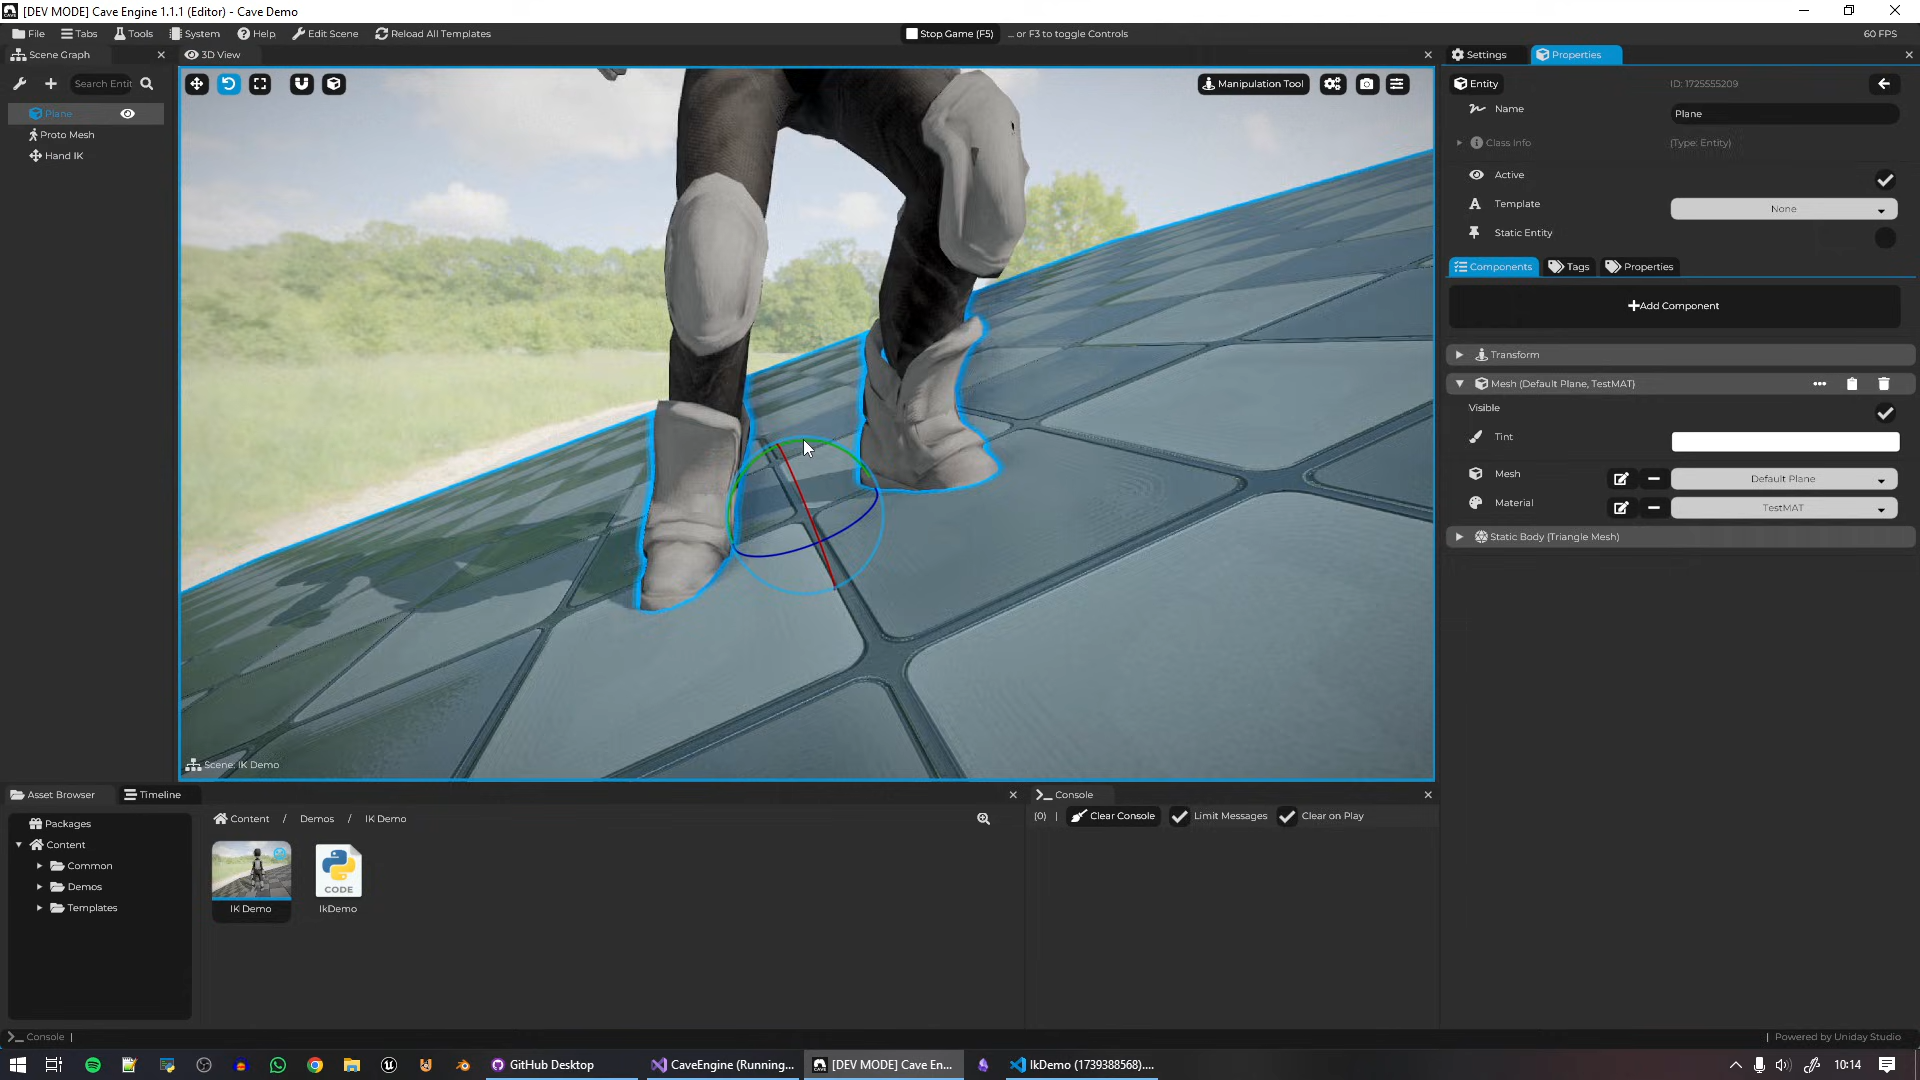 [DEV MODE] Cave Engine 1.1.1 (Editor) - Cave Demo
File Tabs Tools System Help Edit Scene Reload All Templates Stop Game (F5) ... or F3 to toggle Controls 60 FPS
Scene Graph 3D View Settings Properties
Search Entit Manipulation Tool Entity ID: 1725555209
Name Plane
Plane
Proto Mesh
Hand IK
Class Info (Type: Entity)
Active
Template None
Static Entity
Components Tags Properties
Add Component
Transform
Mesh (Default Plane, TestMAT)
Visible
Tint
Mesh Default Plane
Material TestMAT
Static Body (Triangle Mesh)
Scene: IK Demo
Asset Browser Timeline Console
Packages
Content
Common
Demos
Templates
Content / Demos / IK Demo
IK Demo
CODE
IkDemo
(0) | Clear Console Limit Messages Clear on Play
Console | | Powered by Uniday Studio
GitHub Desktop CaveEngine (Running... [DEV MODE] Cave En... IkDemo (1739388568).... 10:14